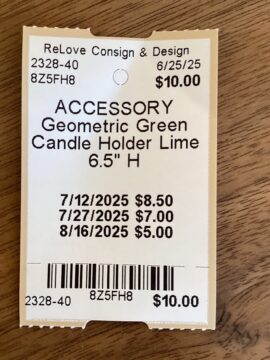 ReLove Consign & Design
2328-40 6/25/25
8Z5FH8 $10.00
ACCESSORY
Geometric Green
Candle Holder Lime
6.5" H
7/12/2025 $8.50
7/27/2025 $7.00
8/16/2025 $5.00
2328-40 8Z5FH8 $10.00